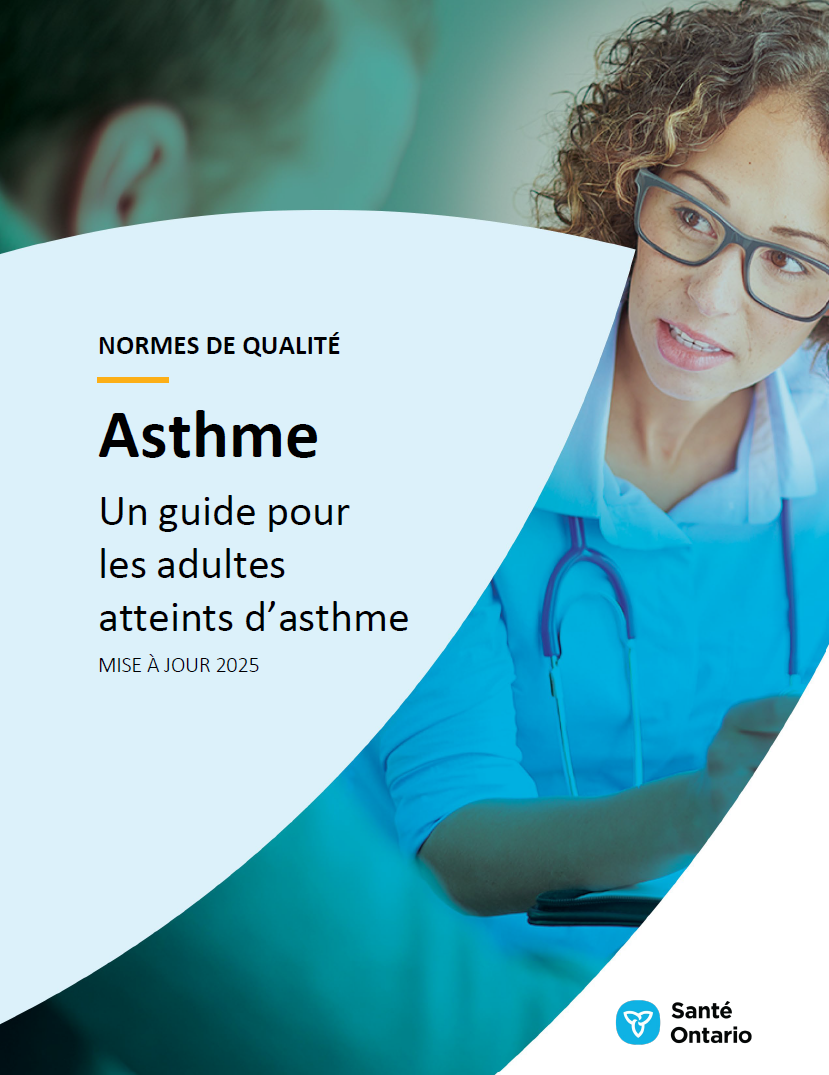 NORMES DE QUALITÉ
Asthme
Un guide pour
les adultes
atteints d’asthme
MISE À JOUR 2025
Santé
Ontario